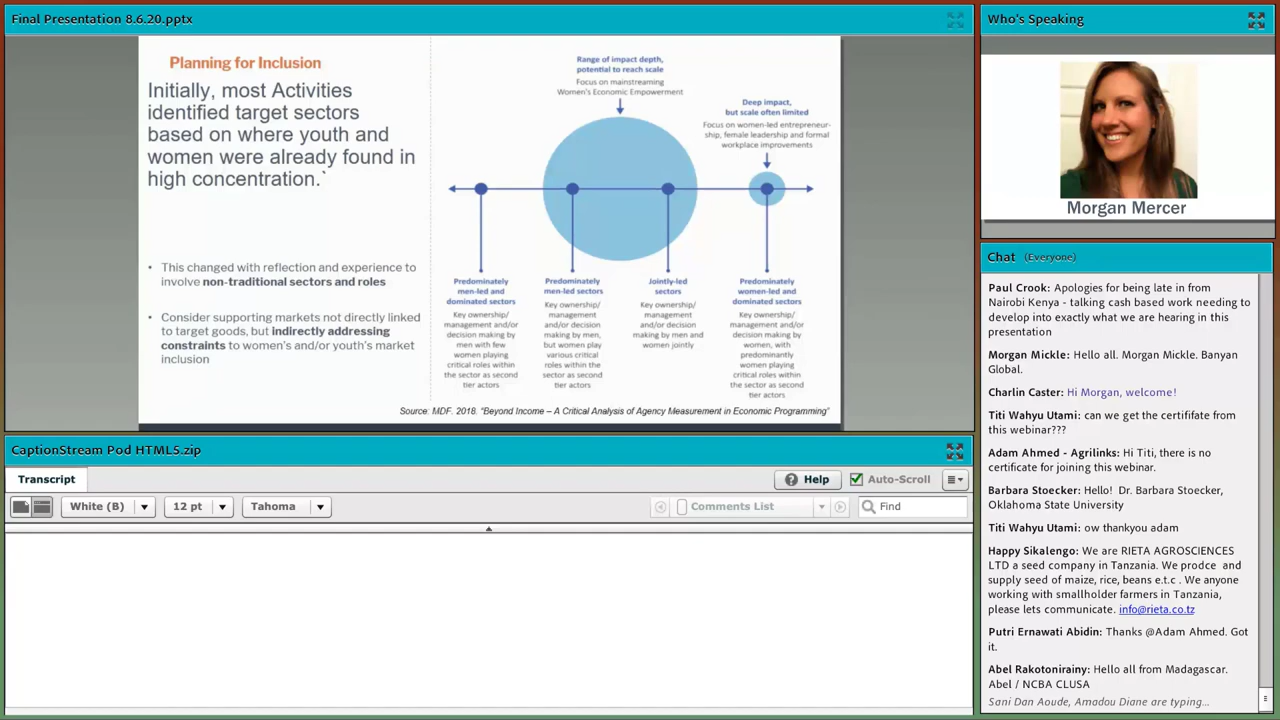 Final Presentation 8.6.20.pptx
Planning for Inclusion
Initially, most Activities
identified target sectors
based on where youth and
women were already found in
high concentration.`
• This changed with reflection and experience to
involve non-traditional sectors and roles
• Consider supporting markets not directly linked
to target goods, but indirectly addressing
constraints to women's and/or youth's market
inclusion
Range of impact depth,
potential to reach scale
Focus on mainstreaming
Women's Economic Empowerment
Deep impact,
but scale often limited
Focus on women-led entrepreneur-
ship, female leadership and formal
workplace improvements
Predominately
men-led and
dominated sectors
Key ownership/
management and/or
decision making by
men with few
women playing
critical roles within
the sector as second
tier actors
Predominately
men-led sectors
Key ownership/
management
and/or decision
making by men,
but women play
various critical
roles within the
sector as second
tier actors
Jointly-led
sectors
Key ownership/
management
and/or decision
making by men
and women jointly
Predominately
women-led and
dominated sectors
Key ownership/
management and/or
decision making by
women, with
predominantly
women playing
critical roles within
the sector as second
tier actors
Source: MDF. 2018. "Beyond Income – A Critical Analysis of Agency Measurement in Economic Programming"
CaptionStream Pod HTML5.zip
Transcript
Help
Auto-Scroll
White (B)
12 pt
Tahoma
Comments List
Find
Who's Speaking
Morgan Mercer
Chat (Everyone)
Paul Crook: Apologies for being late in from
Nairobi Kenya - talking cash based work needing to
develop into exactly what we are hearing in this
presentation
Morgan Mickle: Hello all. Morgan Mickle. Banyan
Global.
Charlin Caster: Hi Morgan, welcome!
Titi Wahyu Utami: can we get the certififate from
this webinar???
Adam Ahmed - Agrilinks: Hi Titi, there is no
certificate for joining this webinar.
Barbara Stoecker: Hello! Dr. Barbara Stoecker,
Oklahoma State University
Titi Wahyu Utami: ow thankyou adam
Happy Sikalengo: We are RIETA AGROSCIENCES
LTD a seed company in Tanzania. We prodce and
supply seed of maize, rice, beans e.t.c . We anyone
working with smallholder farmers in Tanzania,
please lets communicate. info@rieta.co.tz
Putri Ernawati Abidin: Thanks @Adam Ahmed. Got
it.
Abel Rakotonirainy: Hello all from Madagascar.
Abel / NCBA CLUSA
Sani Dan Aoude, Amadou Diane are typing...